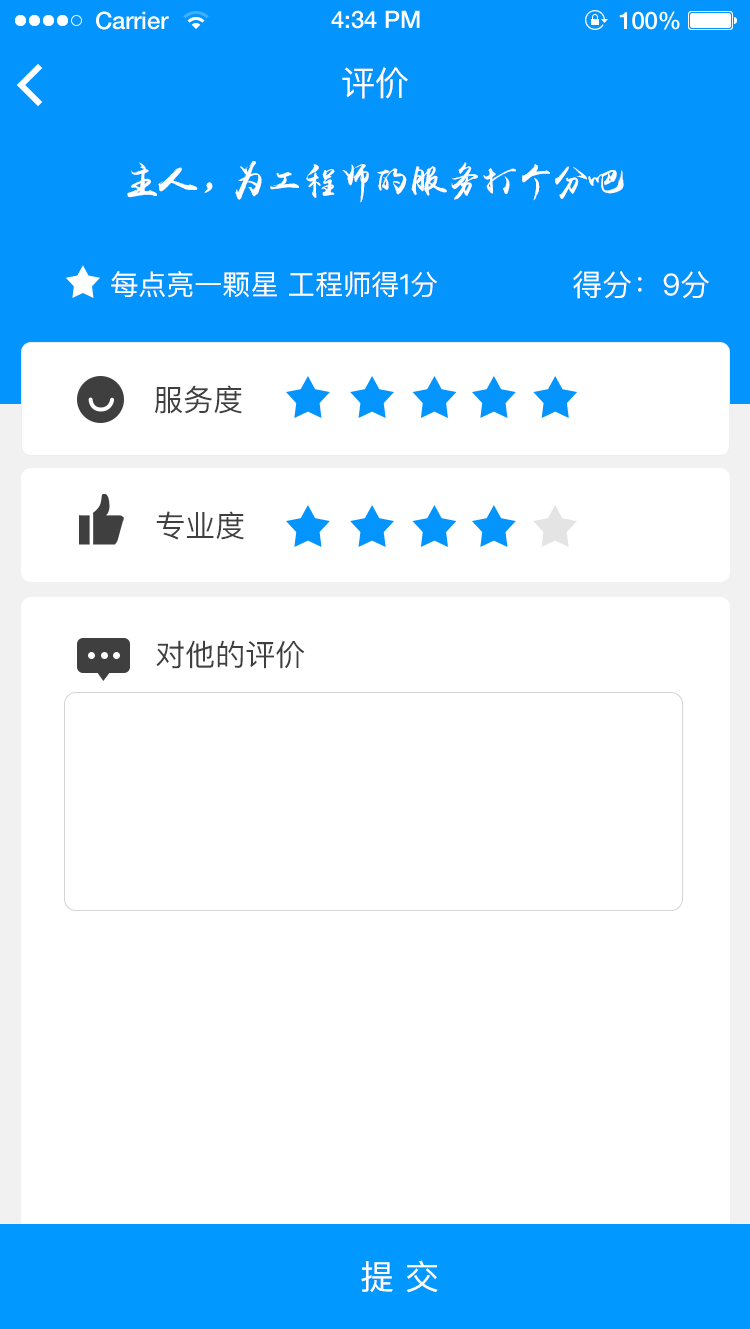 Carrier 4:34 PM 100%
评价
主人，为工程师的服务打个分吧
每点亮一颗星 工程师得1分 得分：9分
服务度
专业度
对他的评价
提 交